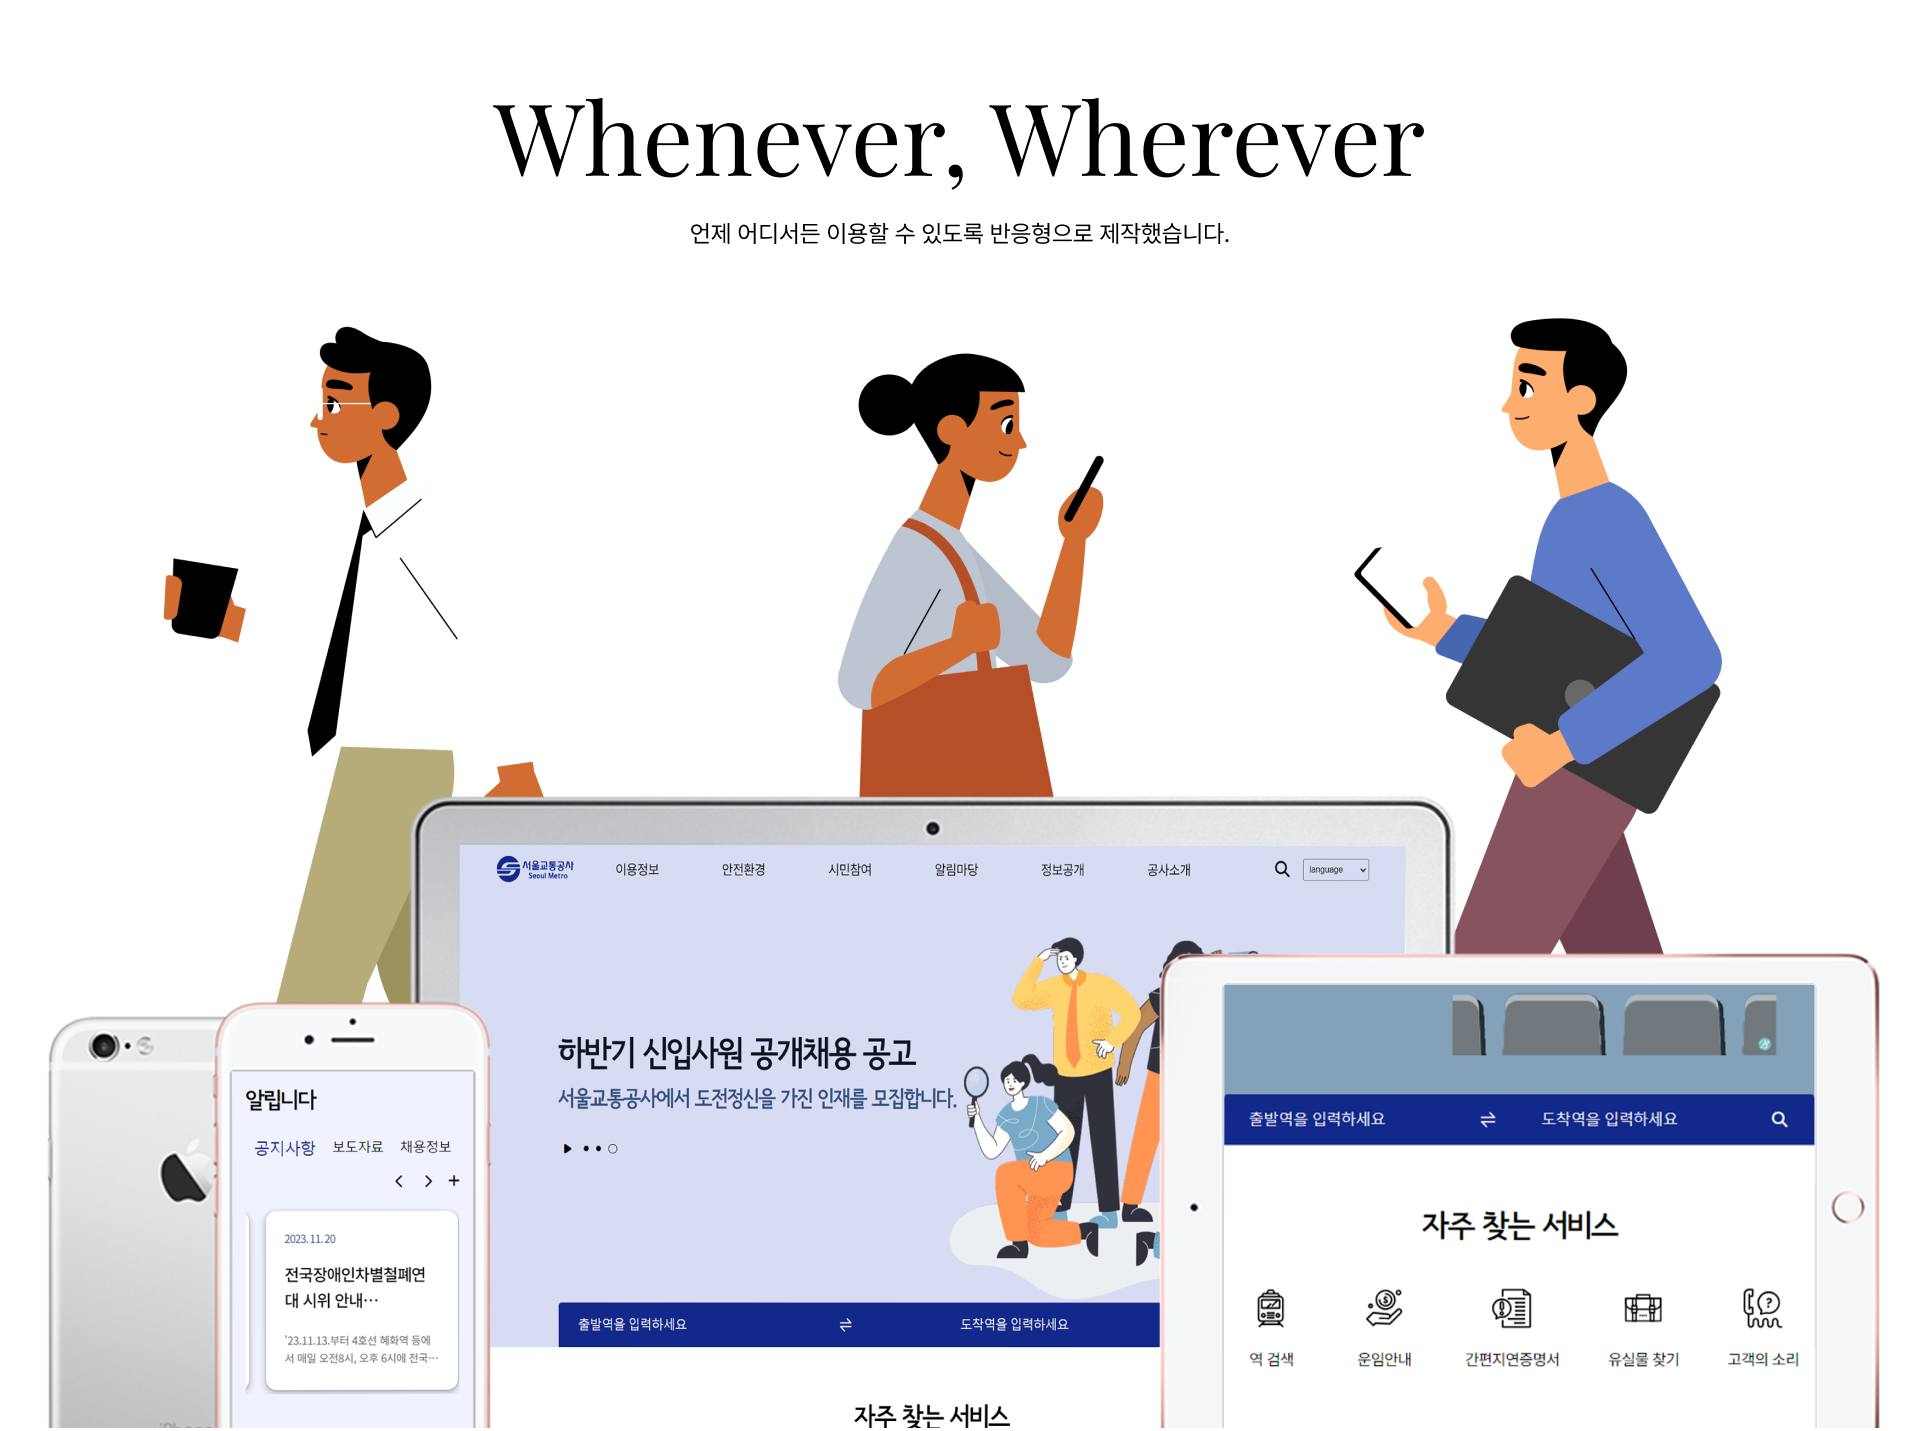 Whenever, Wherever
언제 어디서든 이용할 수 있도록 반응형으로 제작했습니다.
서울교통공사
Seoul Metro
이용정보 안전환경 시민참여 알림마당 정보공개 공사소개 language
하반기 신입사원 공개채용 공고
서울교통공사에서 도전정신을 가진 인재를 모집합니다.
출발역을 입력하세요 도착역을 입력하세요
자주 찾는 서비스
알립니다
공지사항 보도자료 채용정보
2023.11.20
전국장애인차별철폐연
대 시위 안내…
'23.11.13.부터 4호선 혜화역 등에
서 매일 오전8시, 오후 6시에 전국…
출발역을 입력하세요 도착역을 입력하세요
자주 찾는 서비스
역 검색 운임안내 간편지연증명서 유실물 찾기 고객의 소리